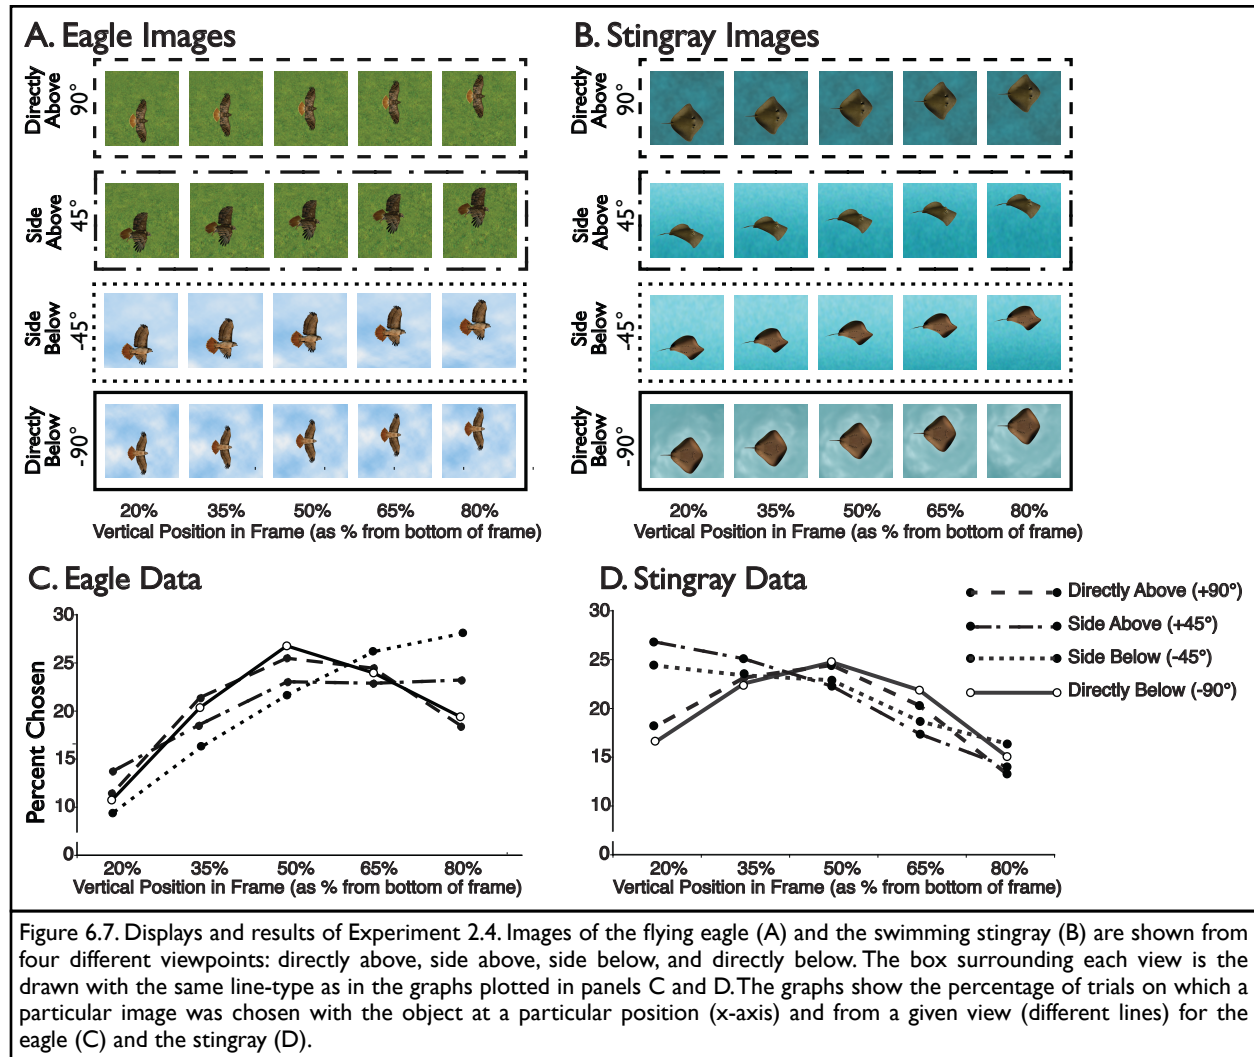 A. Eagle Images
B. Stingray Images
Directly
Above
90°
Side
Above
45°
Side
Below
-45°
Directly
Below
-90°
20% 35% 50% 65% 80%
Vertical Position in Frame (as % from bottom of frame)
Directly
Above
90°
Side
Above
45°
Side
Below
-45°
Directly
Below
-90°
20% 35% 50% 65% 80%
Vertical Position in Frame (as % from bottom of frame)
C. Eagle Data
Percent Chosen
30
25
20
15
10
0
20% 35% 50% 65% 80%
Vertical Position in Frame (as % from bottom of frame)
D. Stingray Data
30
25
20
15
10
0
20% 35% 50% 65% 80%
Vertical Position in Frame (as % from bottom of frame)
Directly Above (+90°)
Side Above (+45°)
Side Below (-45°)
Directly Below (-90°)
Figure 6.7. Displays and results of Experiment 2.4. Images of the flying eagle (A) and the swimming stingray (B) are shown from
four different viewpoints: directly above, side above, side below, and directly below. The box surrounding each view is the
drawn with the same line-type as in the graphs plotted in panels C and D. The graphs show the percentage of trials on which a
particular image was chosen with the object at a particular position (x-axis) and from a given view (different lines) for the
eagle (C) and the stingray (D).